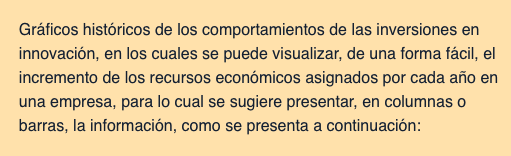 Gráficos históricos de los comportamientos de las inversiones en
innovación, en los cuales se puede visualizar, de una forma fácil, el
incremento de los recursos económicos asignados por cada año en
una empresa, para lo cual se sugiere presentar, en columnas o
barras, la información, como se presenta a continuación: